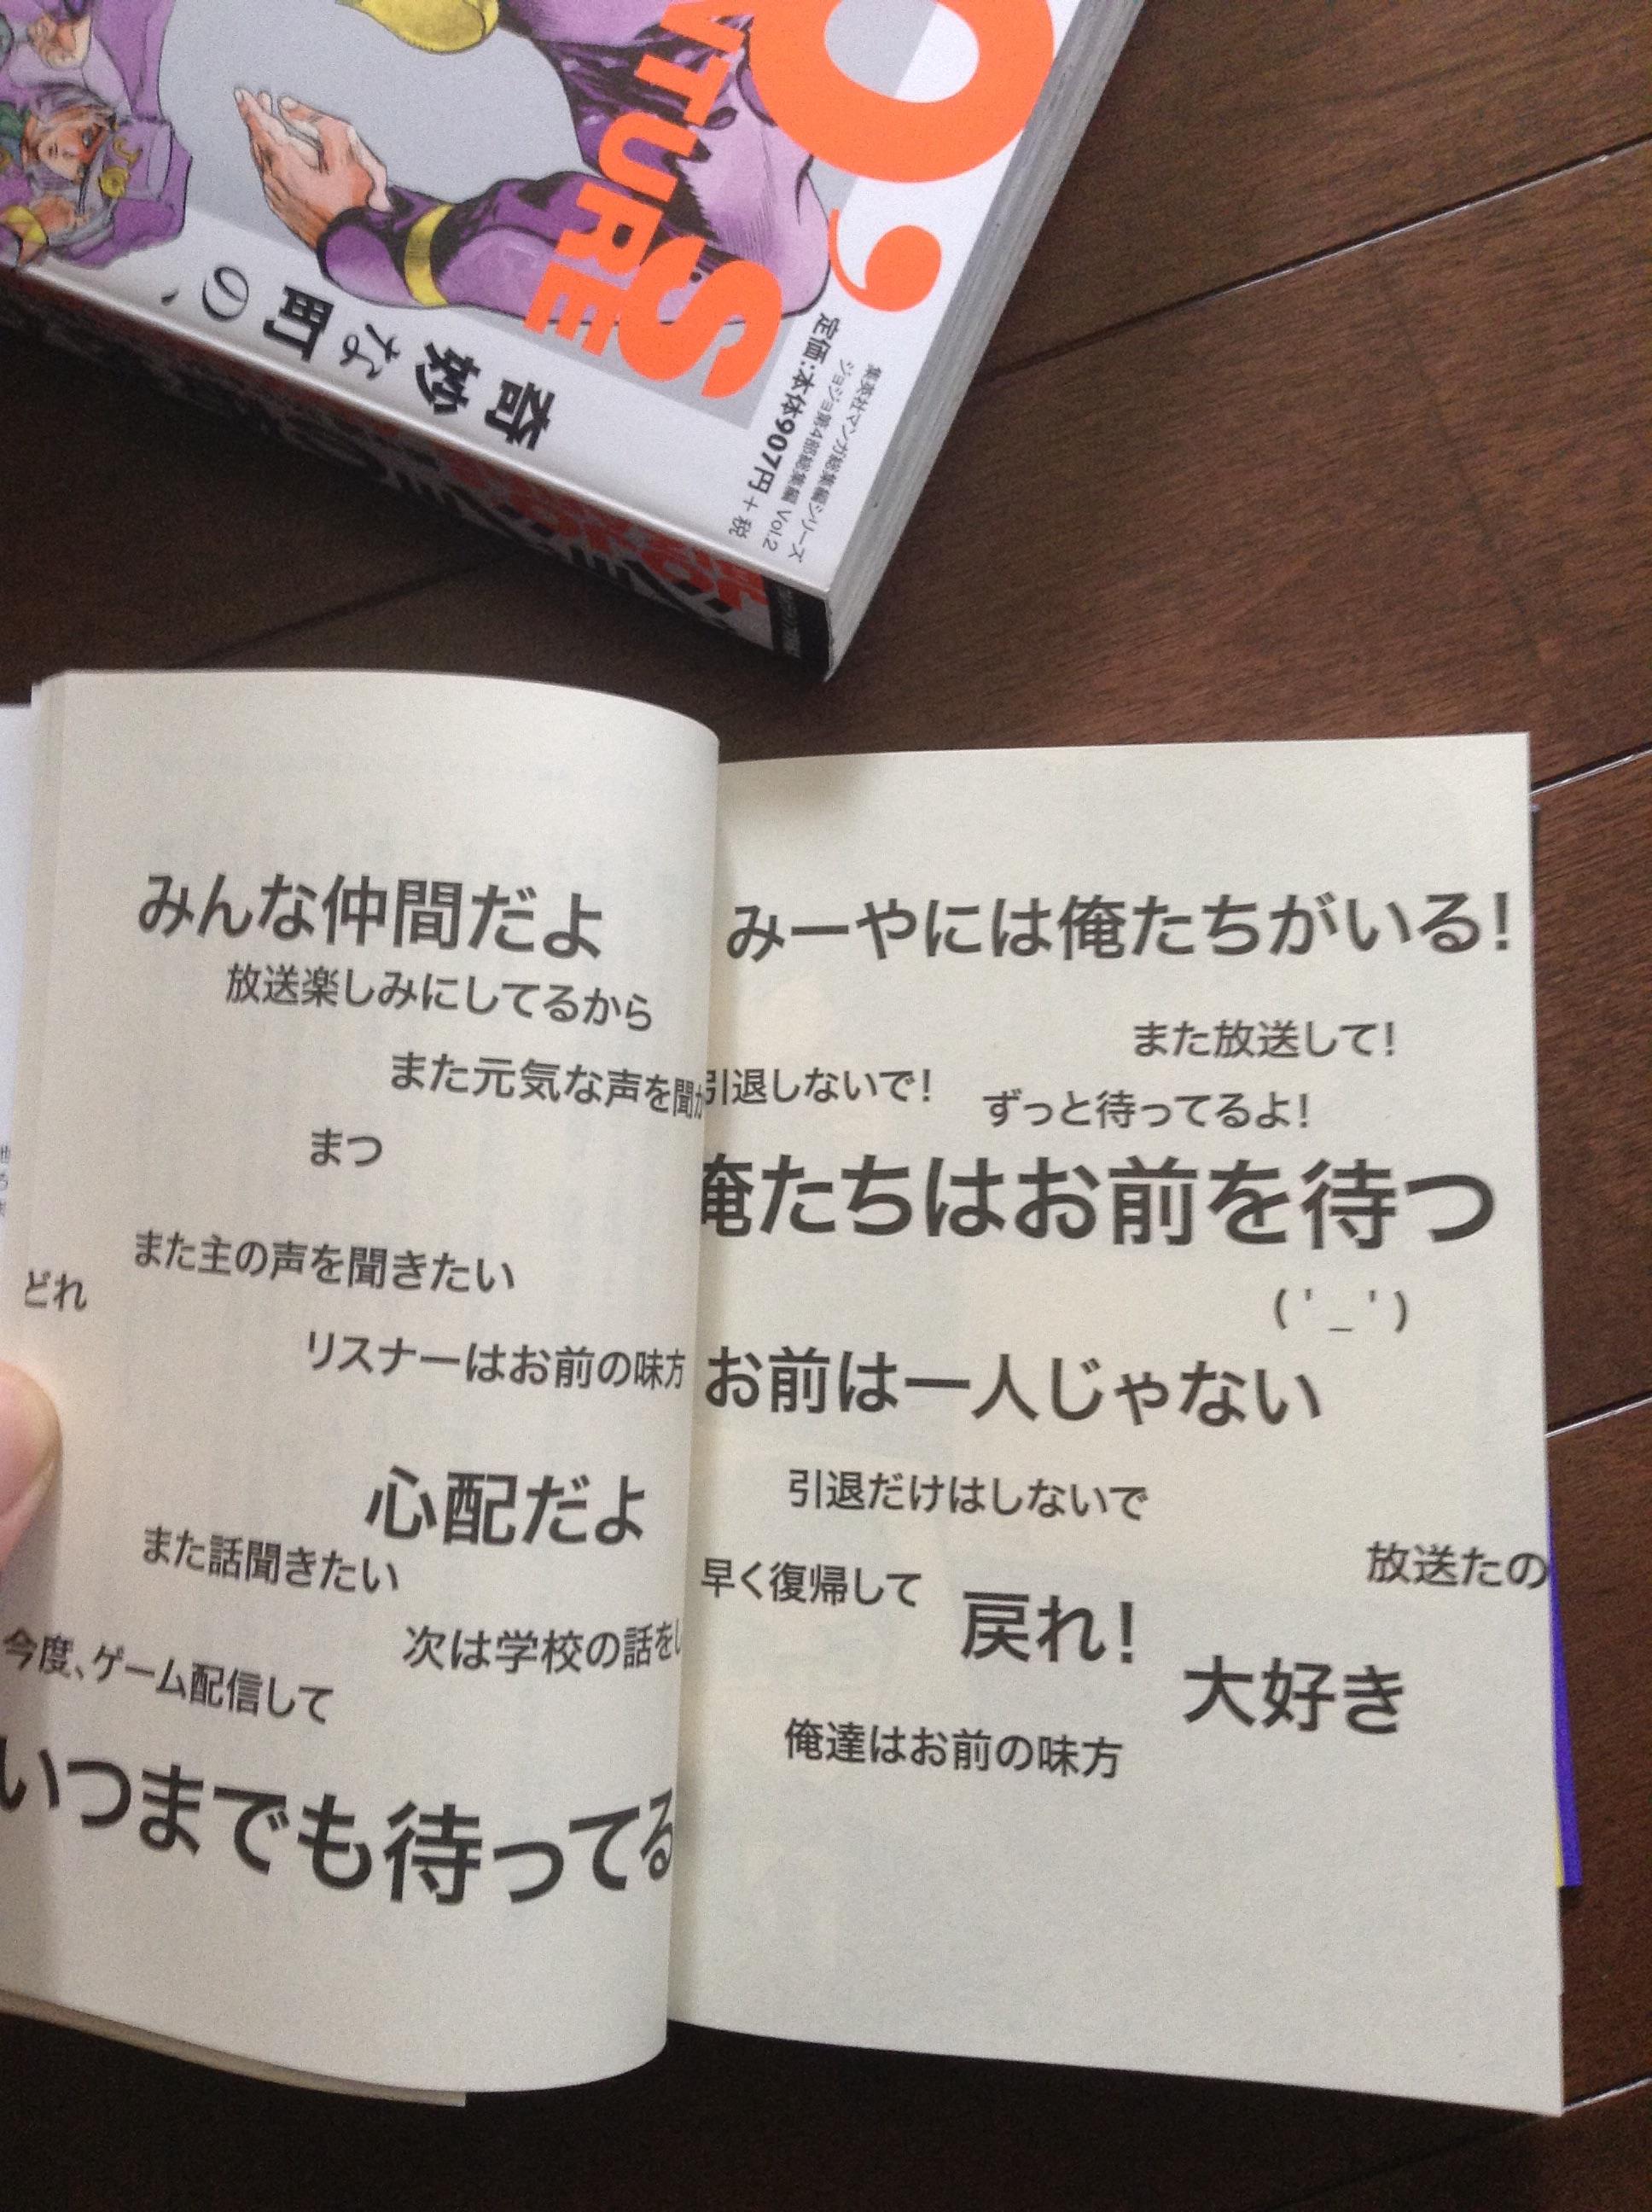 O'S
NTURE
奇妙な町の、
集英社マンガ総集編シリーズ
ジョジョ第4部総集編 Vol.2
定価:本体907円+税
みんな仲間だよ
放送楽しみにしてるから
また元気な声を聞か
まつ
また主の声を聞きたい
どれ
リスナーはお前の味方
心配だよ
また話聞きたい
次は学校の話をし
今度、ゲーム配信して
いつまでも待ってる
みーやには俺たちがいる!
また放送して!
引退しないで!
ずっと待ってるよ!
俺たちはお前を待つ
( ' _ ' )
お前は一人じゃない
引退だけはしないで
放送たの
早く復帰して
戻れ!
大好き
俺達はお前の味方